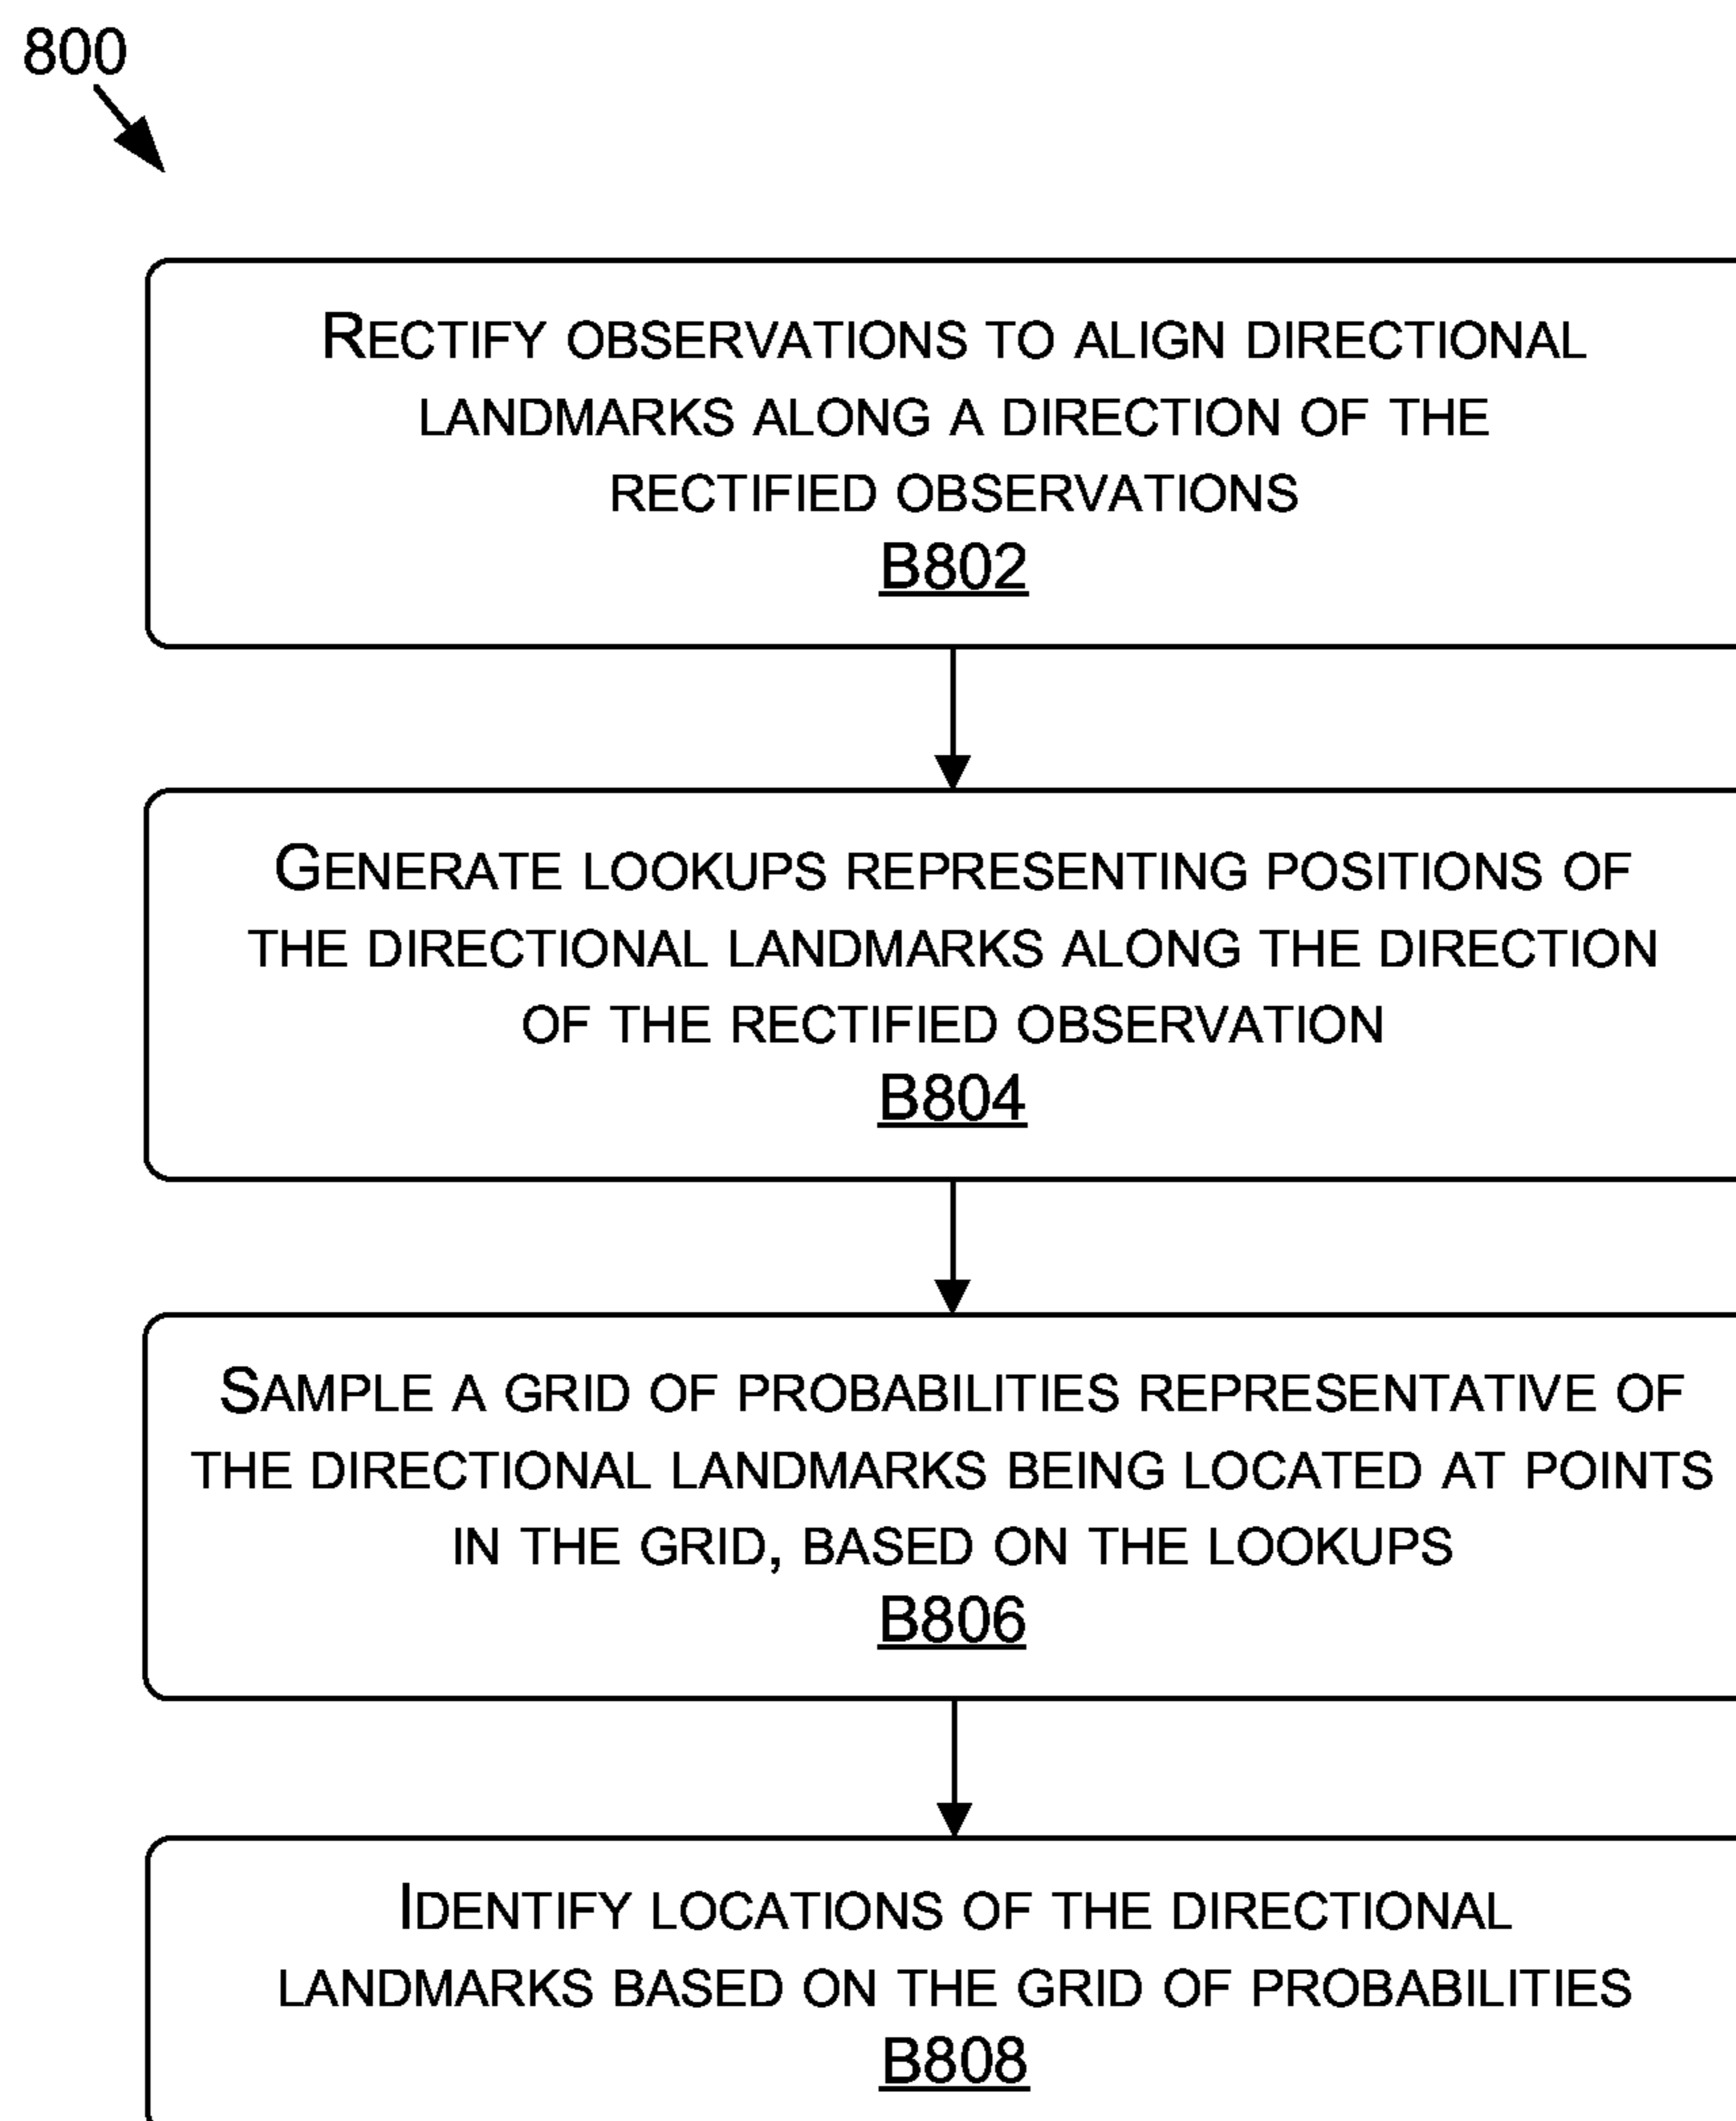 800
RECTIFY OBSERVATIONS TO ALIGN DIRECTIONAL
LANDMARKS ALONG A DIRECTION OF THE
RECTIFIED OBSERVATIONS
B802
GENERATE LOOKUPS REPRESENTING POSITIONS OF
THE DIRECTIONAL LANDMARKS ALONG THE DIRECTION
OF THE RECTIFIED OBSERVATION
B804
SAMPLE A GRID OF PROBABILITIES REPRESENTATIVE OF
THE DIRECTIONAL LANDMARKS BEING LOCATED AT POINTS
IN THE GRID, BASED ON THE LOOKUPS
B806
IDENTIFY LOCATIONS OF THE DIRECTIONAL
LANDMARKS BASED ON THE GRID OF PROBABILITIES
B808